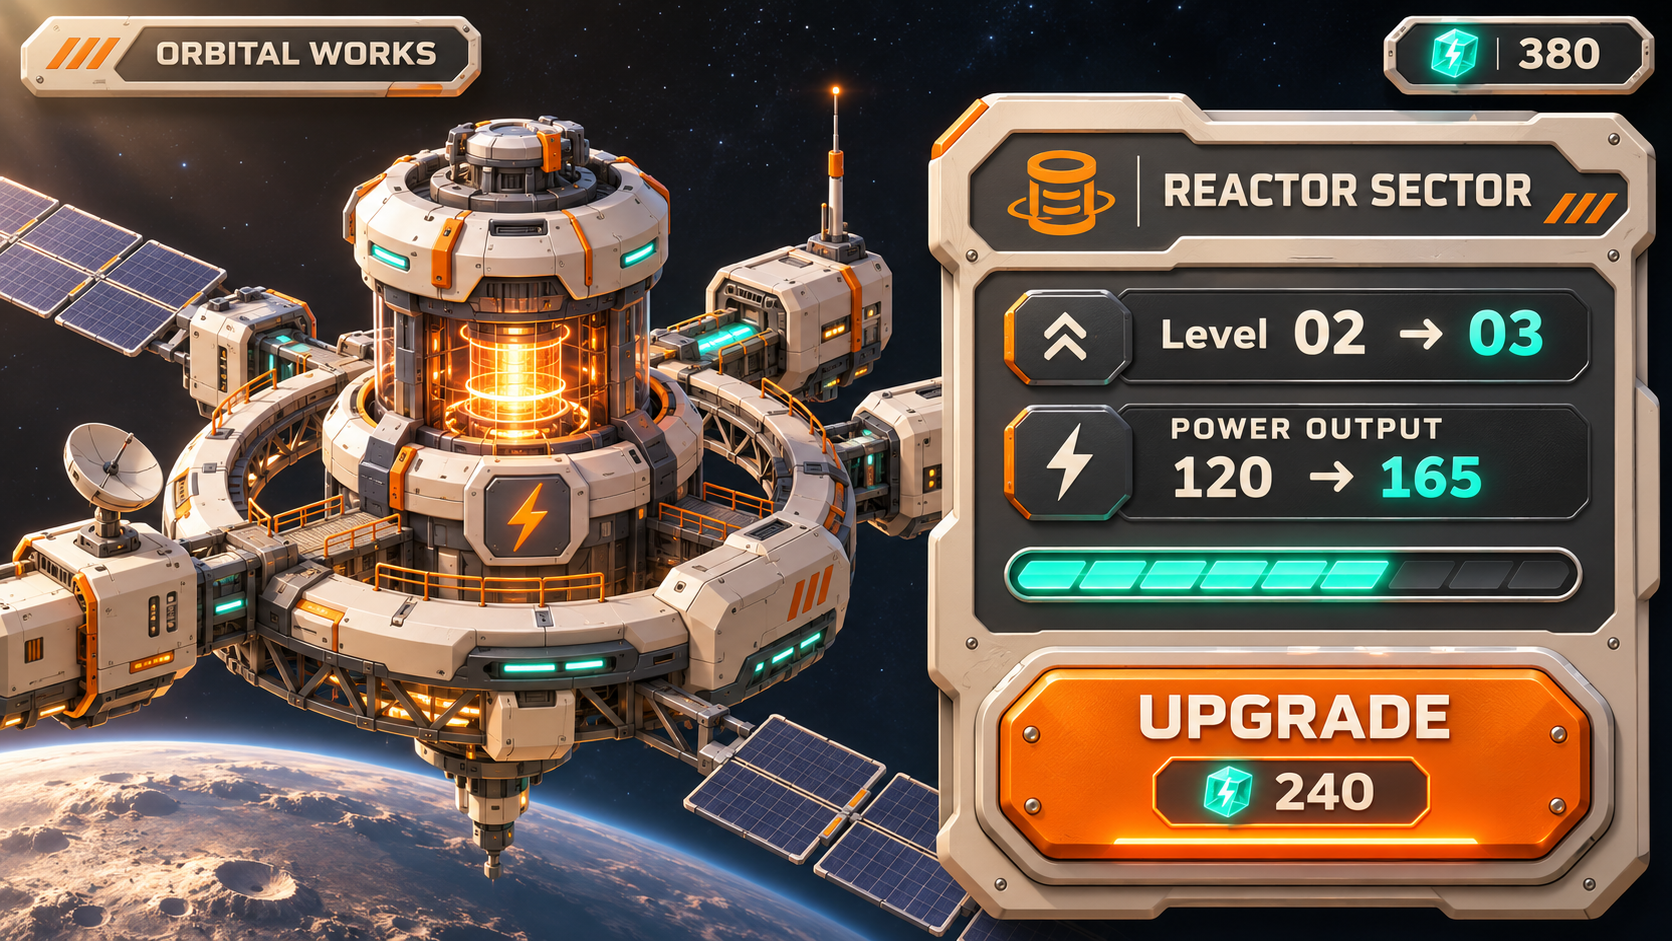 ORBITAL WORKS
380
REACTOR SECTOR
Level 02 → 03
POWER OUTPUT
120 → 165
UPGRADE
240